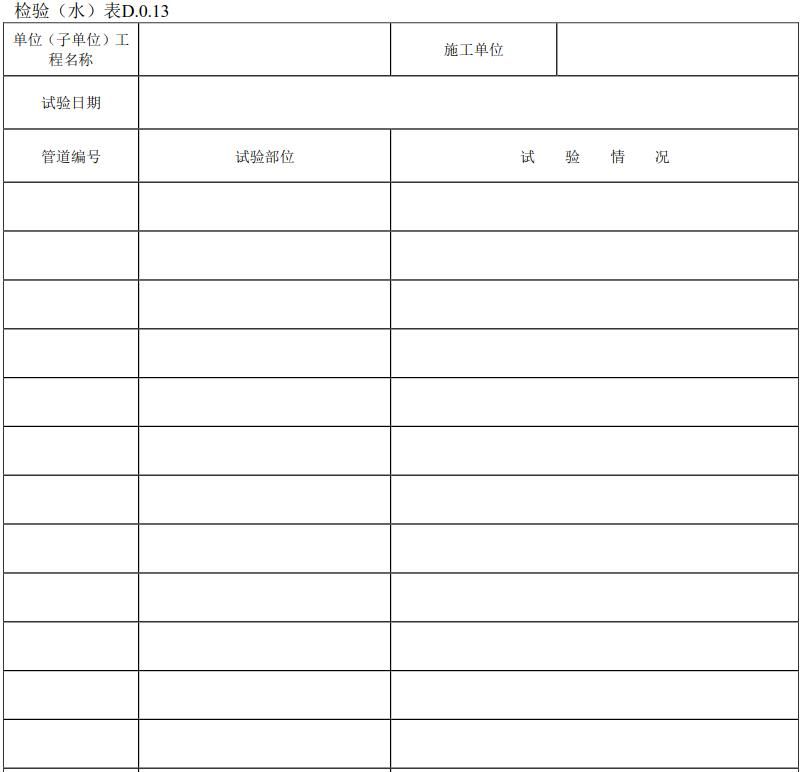 检验（水）表D.0.13
单位（子单位）工
程名称
施工单位
试验日期
管道编号
试验部位
试 验 情 况